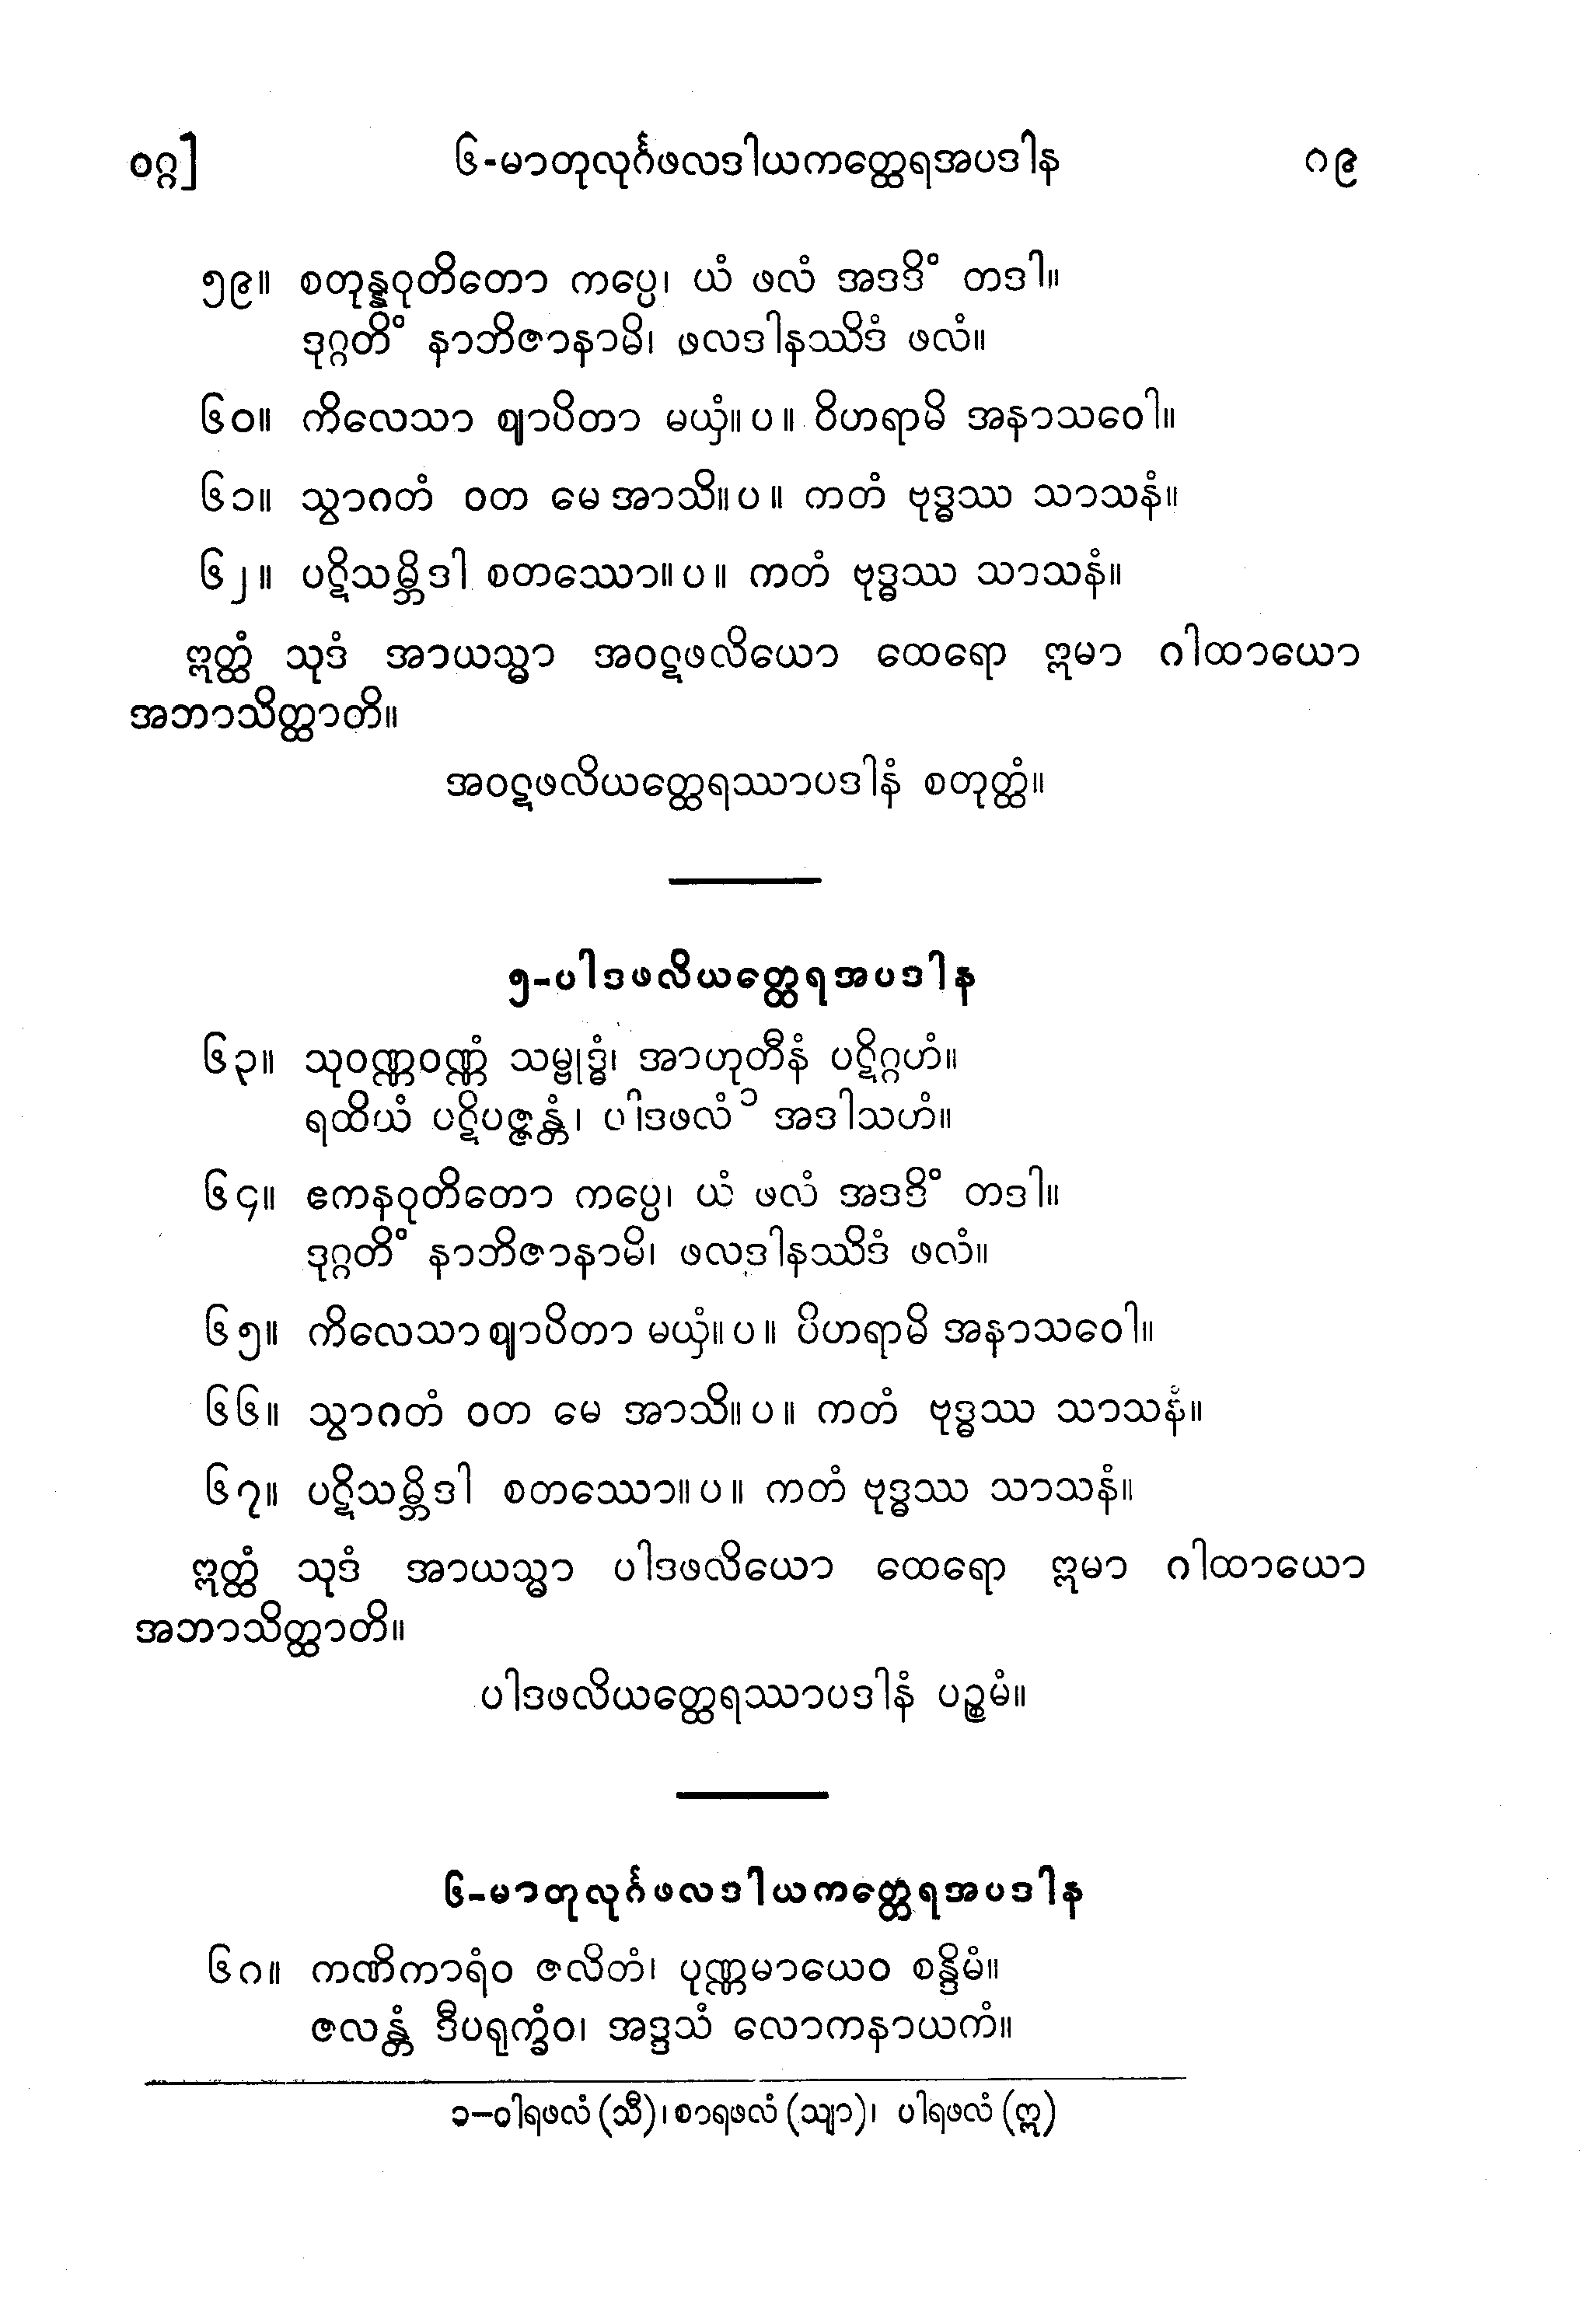 ဝဂ္ဂ] ၆-မာတုလုင်္ဂဖလဒါယကတ္ထေရအပဒါန ဂ၉
၅၉။ စတုန္နဝုတိတော ကပ္ပေ၊ ယံ ဖလံ အဒဒိံ တဒါ။
ဒုဂ္ဂတိံ နာဘိဇာနာမိ၊ ဖလဒါနဿိဒံ ဖလံ။
၆၀။ ကိလေသာ ဈာပိတာ မယှံ။ ပ ။ ဝိဟရာမိ အနာသဝေါ။
၆၁။ သွာဂတံ ဝတ မေ အာသိ။ ပ ။ ကတံ ဗုဒ္ဓဿ သာသနံ။
၆၂။ ပဋိသမ္ဘိဒါ စတဿော။ ပ ။ ကတံ ဗုဒ္ဓဿ သာသနံ။
ဣတ္ထံ သုဒံ အာယသ္မာ အဝဋဖလိယော ထေရော ဣမာ ဂါထာယော
အဘာသိတ္ထာတိ။
အဝဋဖလိယတ္ထေရဿာပဒါနံ စတုတ္ထံ။
၅-ပါဒဖလိယတ္ထေရအပဒါန
၆၃။ သုဝဏ္ဏဝဏ္ဏံ သမ္ဗုဒ္ဓံ၊ အာဟုတီနံ ပဋိဂ္ဂဟံ။
ရထိယံ ပဋိပဇ္ဇန္တံ၊ ပါဒဖလံ ၁ အဒါသဟံ။
၆၄။ ဧကနဝုတိတော ကပ္ပေ၊ ယံ ဖလံ အဒဒိံ တဒါ။
ဒုဂ္ဂတိံ နာဘိဇာနာမိ၊ ဖလဒါနဿိဒံ ဖလံ။
၆၅။ ကိလေသာ ဈာပိတာ မယှံ။ ပ ။ ပိဟရာမိ အနာသဝေါ။
၆၆။ သွာဂတံ ဝတ မေ အာသိ။ ပ ။ ကတံ ဗုဒ္ဓဿ သာသနံ။
၆၇။ ပဋိသမ္ဘိဒါ စတဿော။ ပ ။ ကတံ ဗုဒ္ဓဿ သာသနံ။
ဣတ္ထံ သုဒံ အာယသ္မာ ပါဒဖလိယော ထေရော ဣမာ ဂါထာယော
အဘာသိတ္ထာတိ။
ပါဒဖလိယတ္ထေရဿာပဒါနံ ပဉ္စမံ။
၆-မာတုလုင်္ဂဖလဒါယကတ္ထေရအပဒါန
၆ဂ။ ကဏိကာရံဝ ဇလိတံ၊ ပုဏ္ဏမာယေဝ စန္ဒိမံ။
ဇလန္တံ ဒီပရုက္ခံဝ၊ အဒ္ဒသံ လောကနာယကံ။
၁–ဝါရဖလံ (သီ)၊ စာရဖလံ (သျာ)၊ ပါရဖလံ (ဣ)